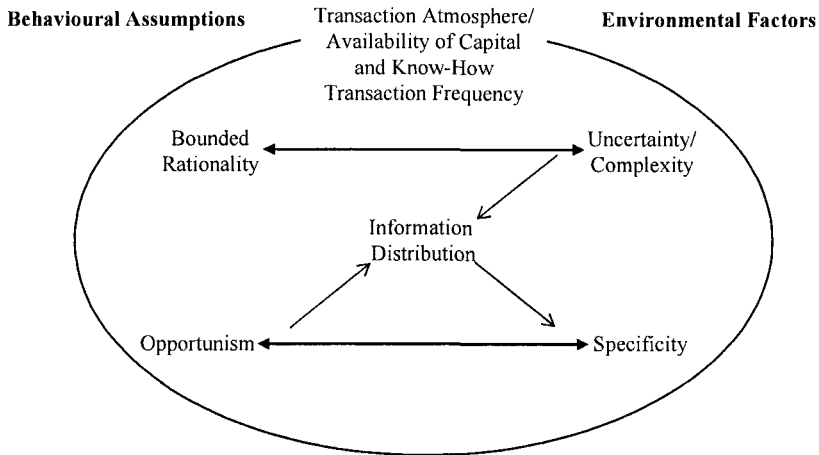 Behavioural Assumptions
Transaction Atmosphere/
Availability of Capital
and Know-How
Transaction Frequency
Environmental Factors
Bounded
Rationality
Uncertainty/
Complexity
Information
Distribution
Opportunism
Specificity